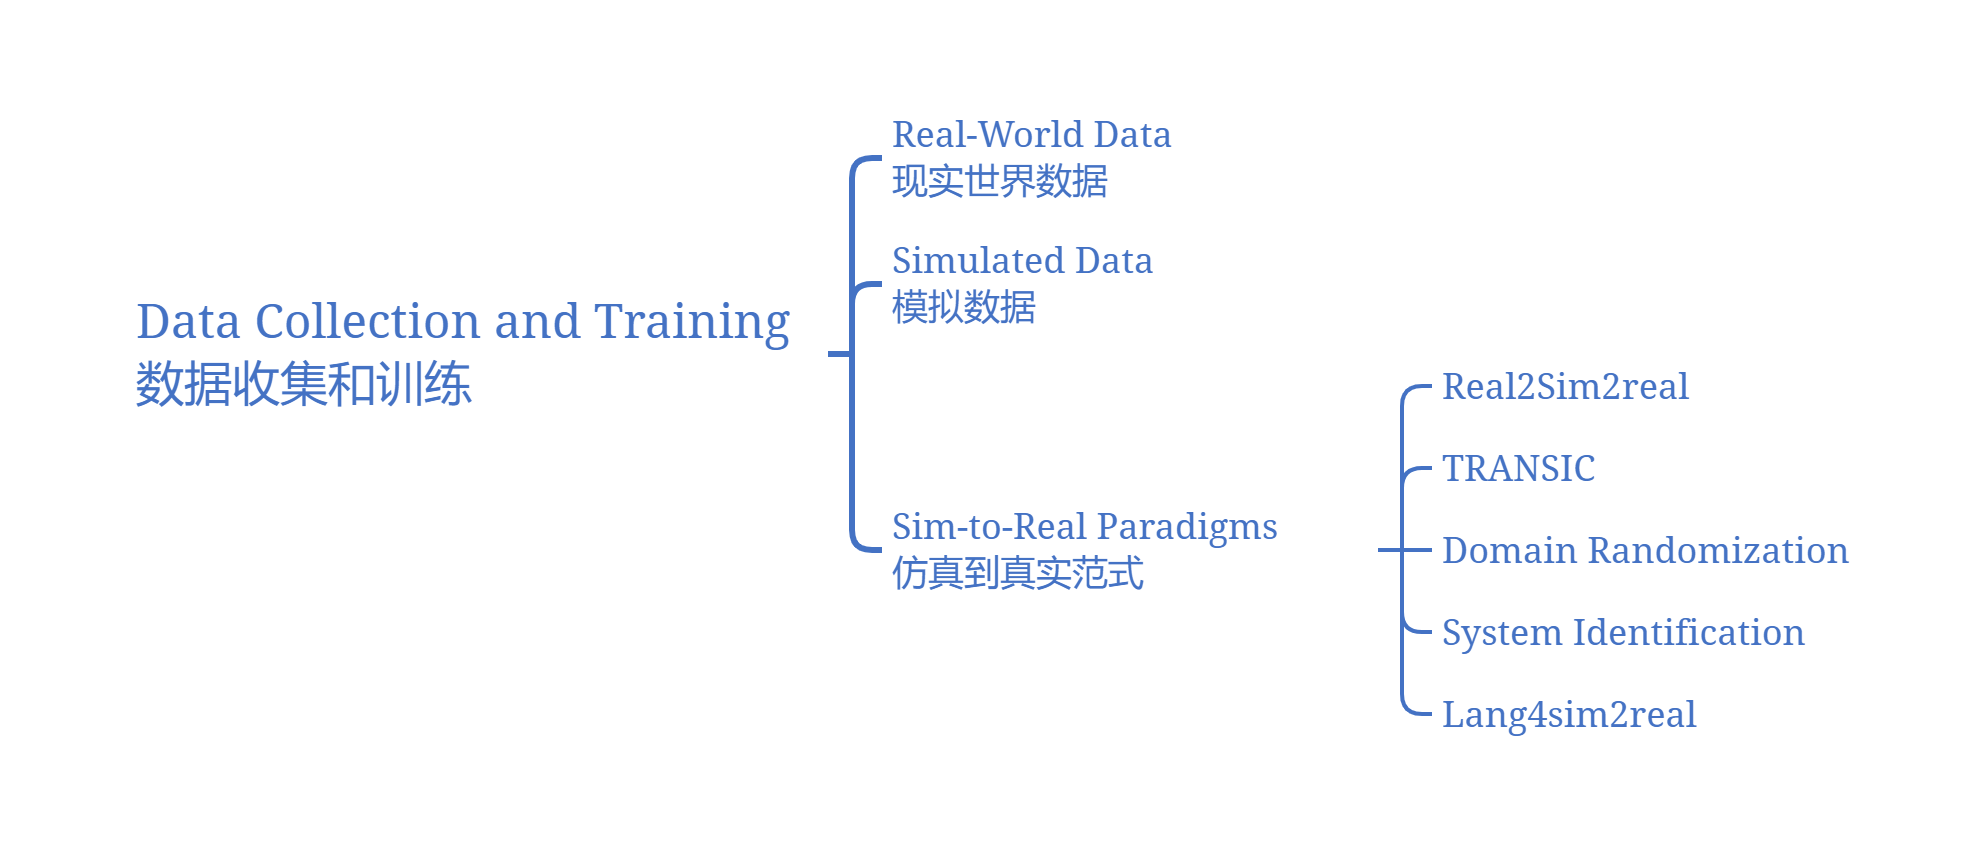 Data Collection and Training
数据收集和训练
Real-World Data
现实世界数据
Simulated Data
模拟数据
Sim-to-Real Paradigms
仿真到真实范式
Real2Sim2real
TRANSIC
Domain Randomization
System Identification
Lang4sim2real